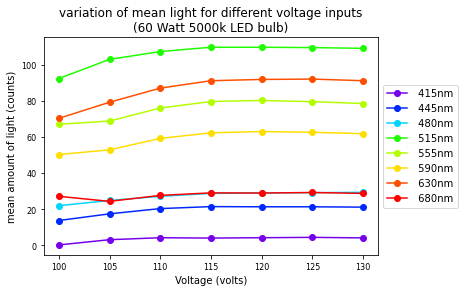 variation of mean light for different voltage inputs
(60 Watt 5000k LED bulb)
mean amount of light (counts)
100
80
60
40
20
0
100 105 110 115 120 125 130
Voltage (volts)
415nm
445nm
480nm
515nm
555nm
590nm
630nm
680nm